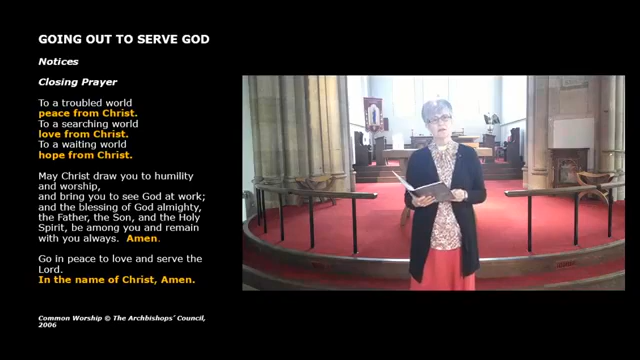 GOING OUT TO SERVE GOD
Notices
Closing Prayer
To a troubled world
peace from Christ.
To a searching world
love from Christ.
To a waiting world
hope from Christ.
May Christ draw you to humility
and worship,
and bring you to see God at work;
and the blessing of God almighty,
the Father, the Son, and the Holy
Spirit, be among you and remain
with you always. Amen.
Go in peace to love and serve the
Lord.
In the name of Christ, Amen.
Common Worship © The Archbishops’ Council,
2006